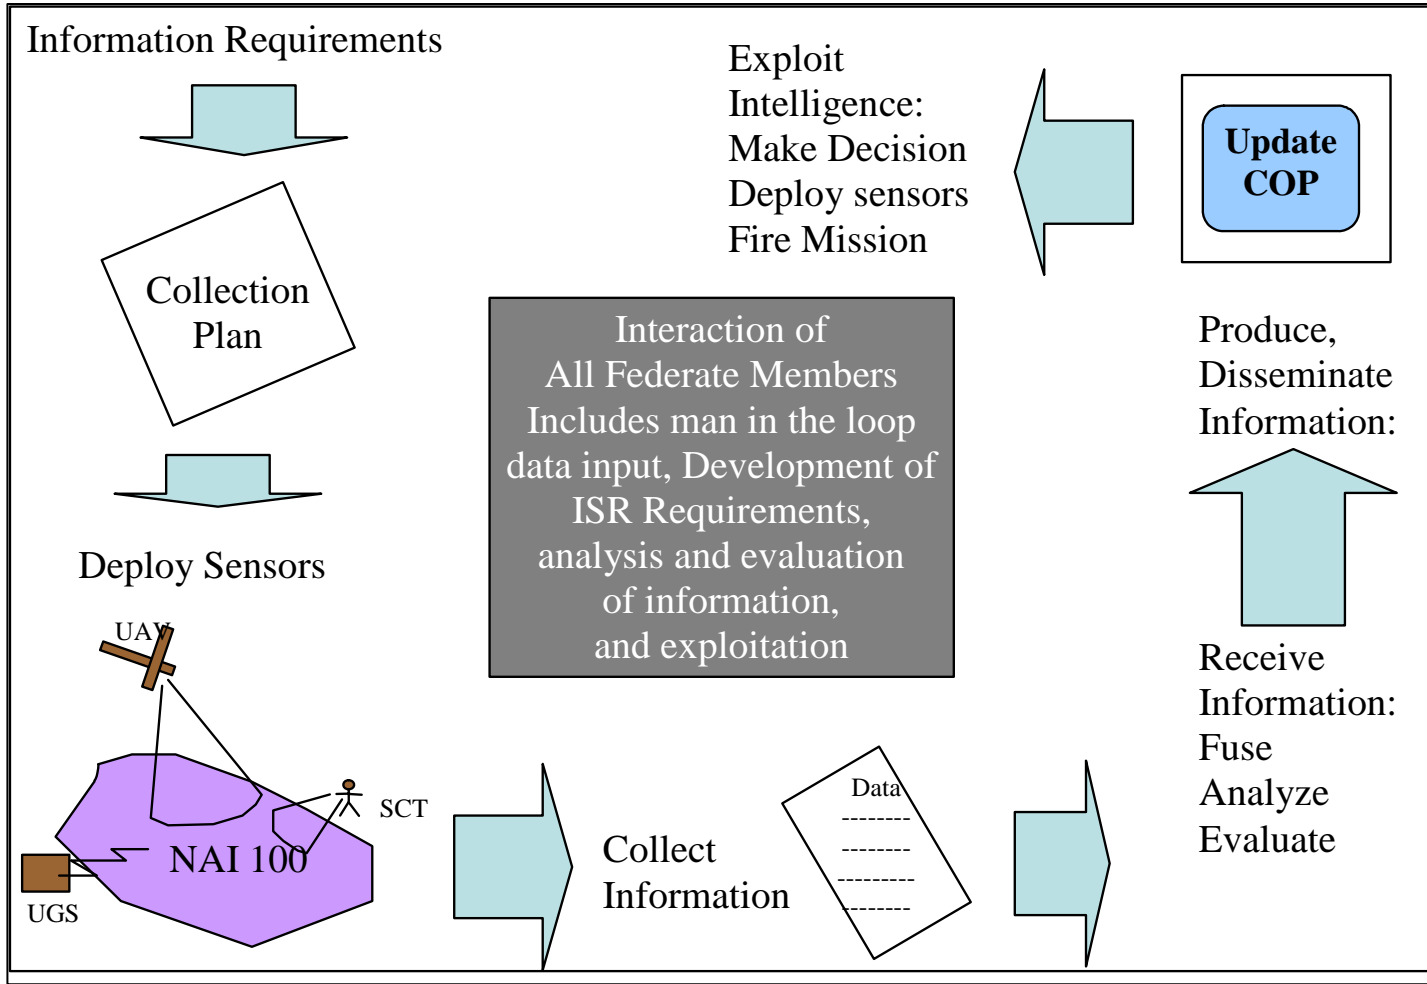 Information Requirements
Collection
Plan
Deploy Sensors
UAV
SCT
NAI 100
UGS
Collect
Information
Data
--------
--------
---------
--------
Receive
Information:
Fuse
Analyze
Evaluate
Produce,
Disseminate
Information:
Update
COP
Exploit
Intelligence:
Make Decision
Deploy sensors
Fire Mission
Interaction of
All Federate Members
Includes man in the loop
data input, Development of
ISR Requirements,
analysis and evaluation
of information,
and exploitation